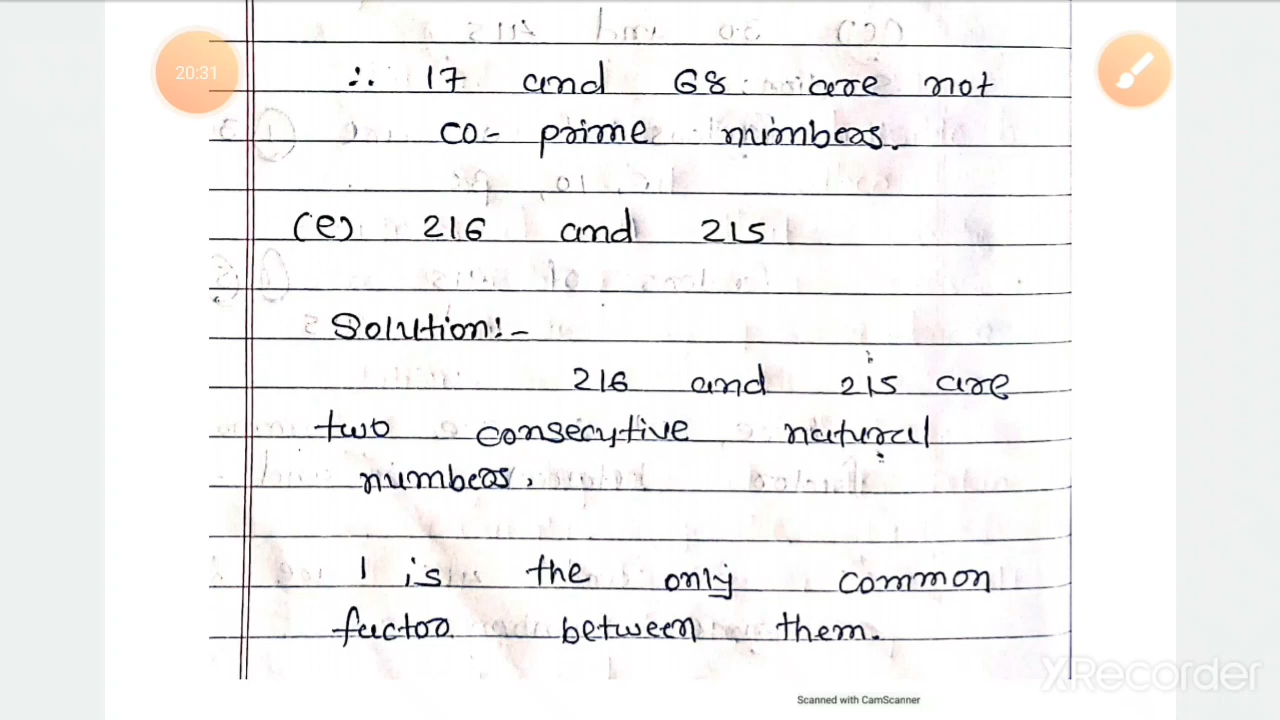 20:31
∴ 17 and 68 are not
co- prime numbers.
(e) 216 and 215
Solution:-
216 and 215 are
two consecutive natural
numbers.
1 is the only common
factor between them.
XRecorder
Scanned with CamScanner